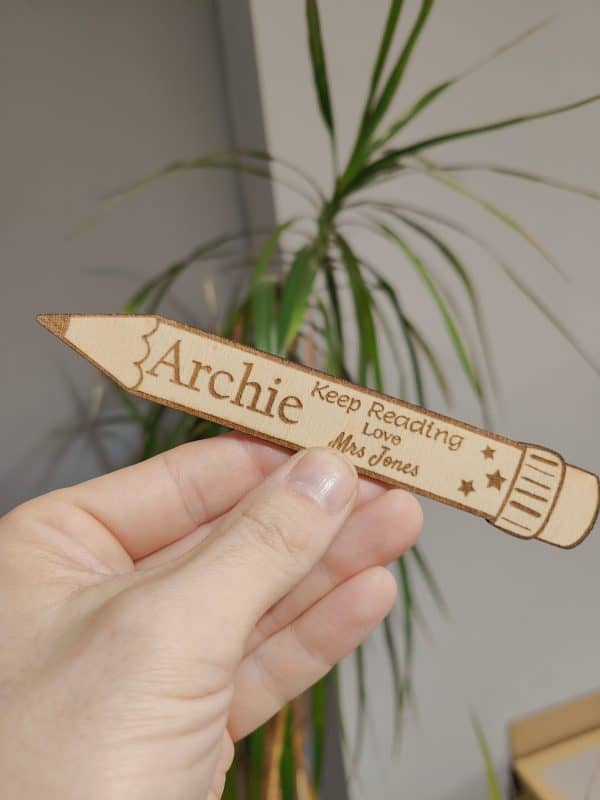 Archie
Keep Reading
Love
Mrs Jones